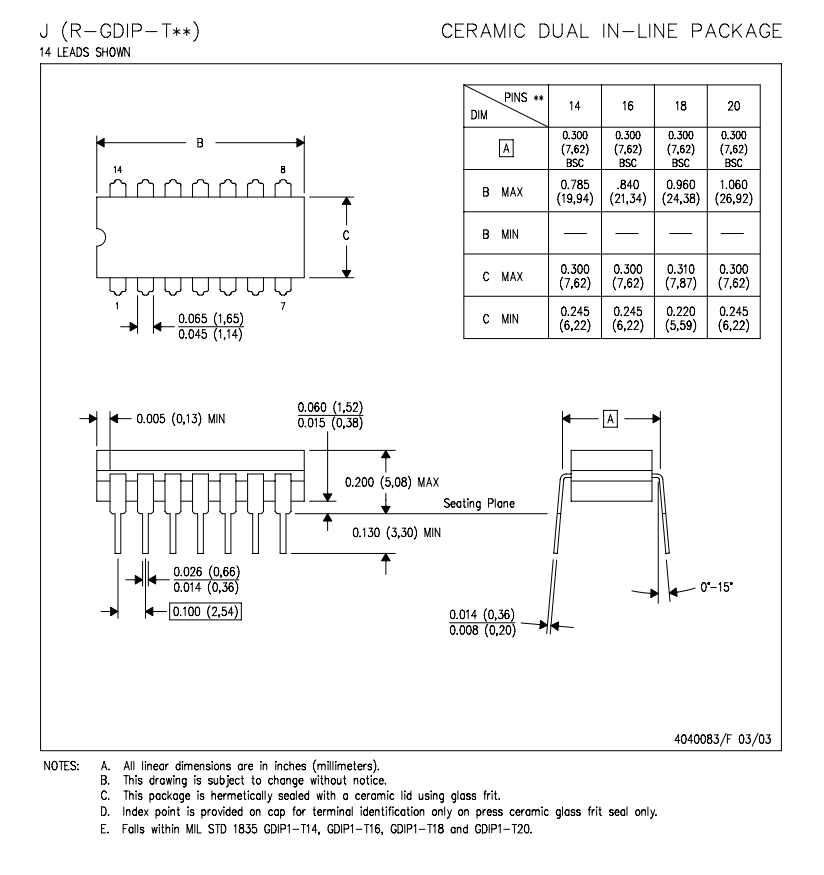 J (R-GDIP-T**)
CERAMIC DUAL IN-LINE PACKAGE
14 LEADS SHOWN
PINS **
DIM
14 16 18 20
A
0.300 (7,62) BSC
0.300 (7,62) BSC
0.300 (7,62) BSC
0.300 (7,62) BSC
B MAX
0.785 (19,94)
.840 (21,34)
0.960 (24,38)
1.060 (26,92)
B MIN — — — —
C MAX
0.300 (7,62)
0.300 (7,62)
0.310 (7,87)
0.300 (7,62)
C MIN
0.245 (6,22)
0.245 (6,22)
0.220 (5,59)
0.245 (6,22)
B
14
8
C
1
7
0.065 (1,65)
0.045 (1,14)
0.005 (0,13) MIN
0.060 (1,52)
0.015 (0,38)
A
0.200 (5,08) MAX
Seating Plane
0.130 (3,30) MIN
0.026 (0,66)
0.014 (0,36)
0.100 (2,54)
0°-15°
0.014 (0,36)
0.008 (0,20)
4040083/F 03/03
NOTES: A. All linear dimensions are in inches (millimeters).
B. This drawing is subject to change without notice.
C. This package is hermetically sealed with a ceramic lid using glass frit.
D. Index point is provided on cap for terminal identification only on press ceramic glass frit seal only.
E. Falls within MIL STD 1835 GDIP1-T14, GDIP1-T16, GDIP1-T18 and GDIP1-T20.